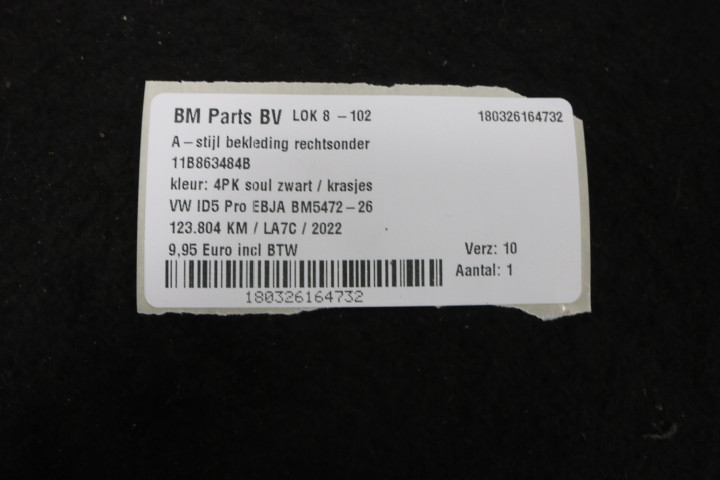 BM Parts BV LOK 8 - 102 180326164732
A - stijl bekleding rechtsonder
11B863484B
kleur: 4PK soul zwart / krasjes
VW ID5 Pro EBJA BM5472 - 26
123.804 KM / LA7C / 2022
9,95 Euro incl BTW Verz: 10
Aantal: 1
180326164732